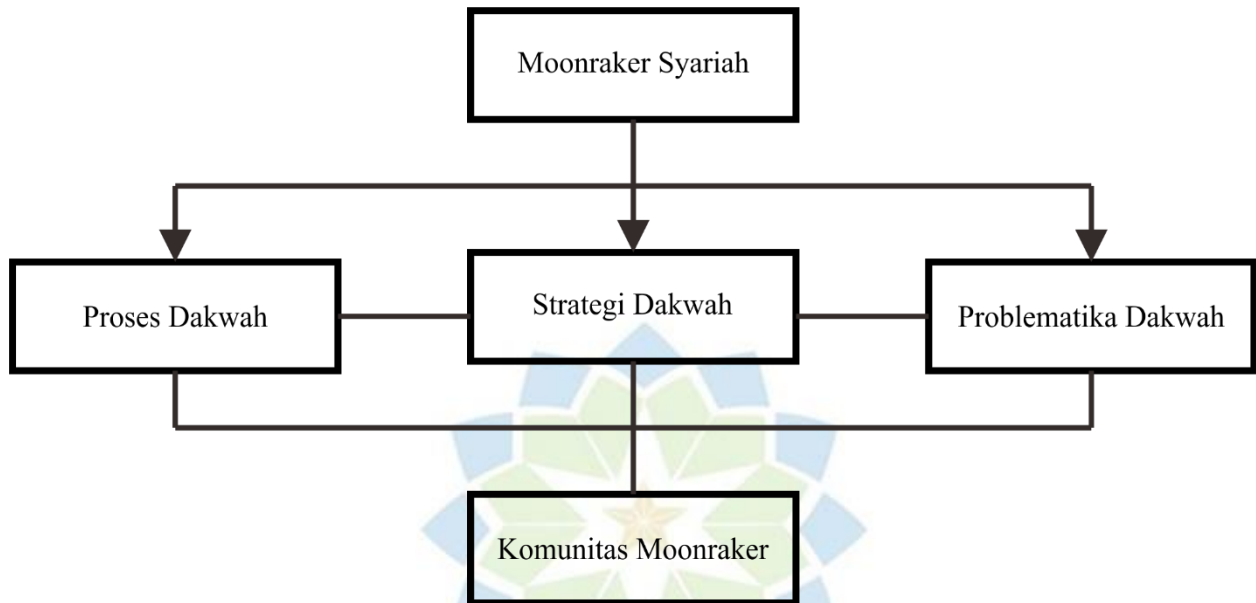 Moonraker Syariah
Proses Dakwah
Strategi Dakwah
Problematika Dakwah
Komunitas Moonraker